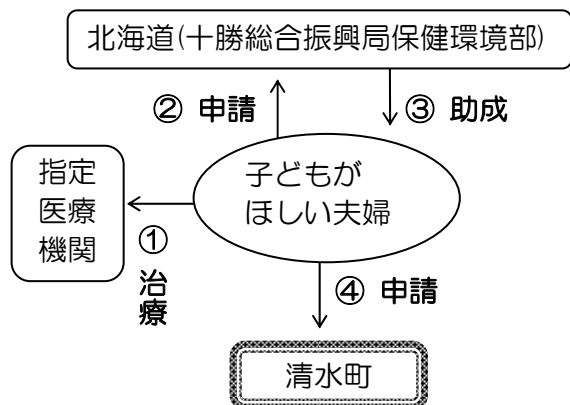 北海道(十勝総合振興局保健環境部)
② 申請
③ 助成
指定
医療
機関
子どもが
ほしい夫婦
①
治
療
④ 申請
清水町